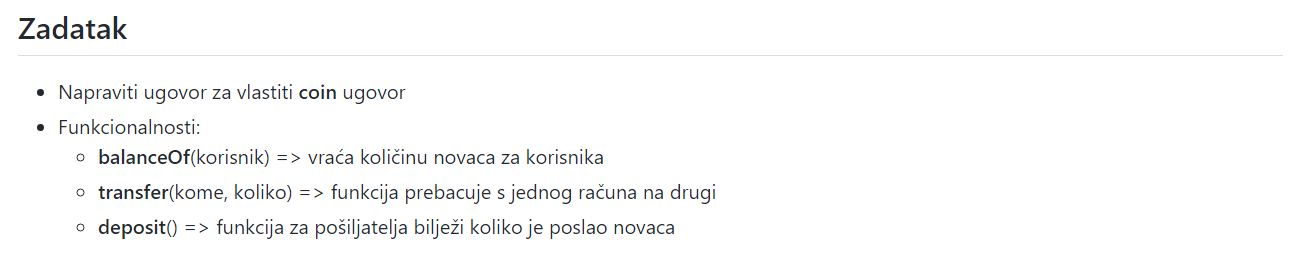 Zadatak
Napraviti ugovor za vlastiti coin ugovor
Funkcionalnosti:
balanceOf(korisnik) => vraća količinu novaca za korisnika
transfer(kome, koliko) => funkcija prebacuje s jednog računa na drugi
deposit() => funkcija za pošiljatelja bilježi koliko je poslao novaca